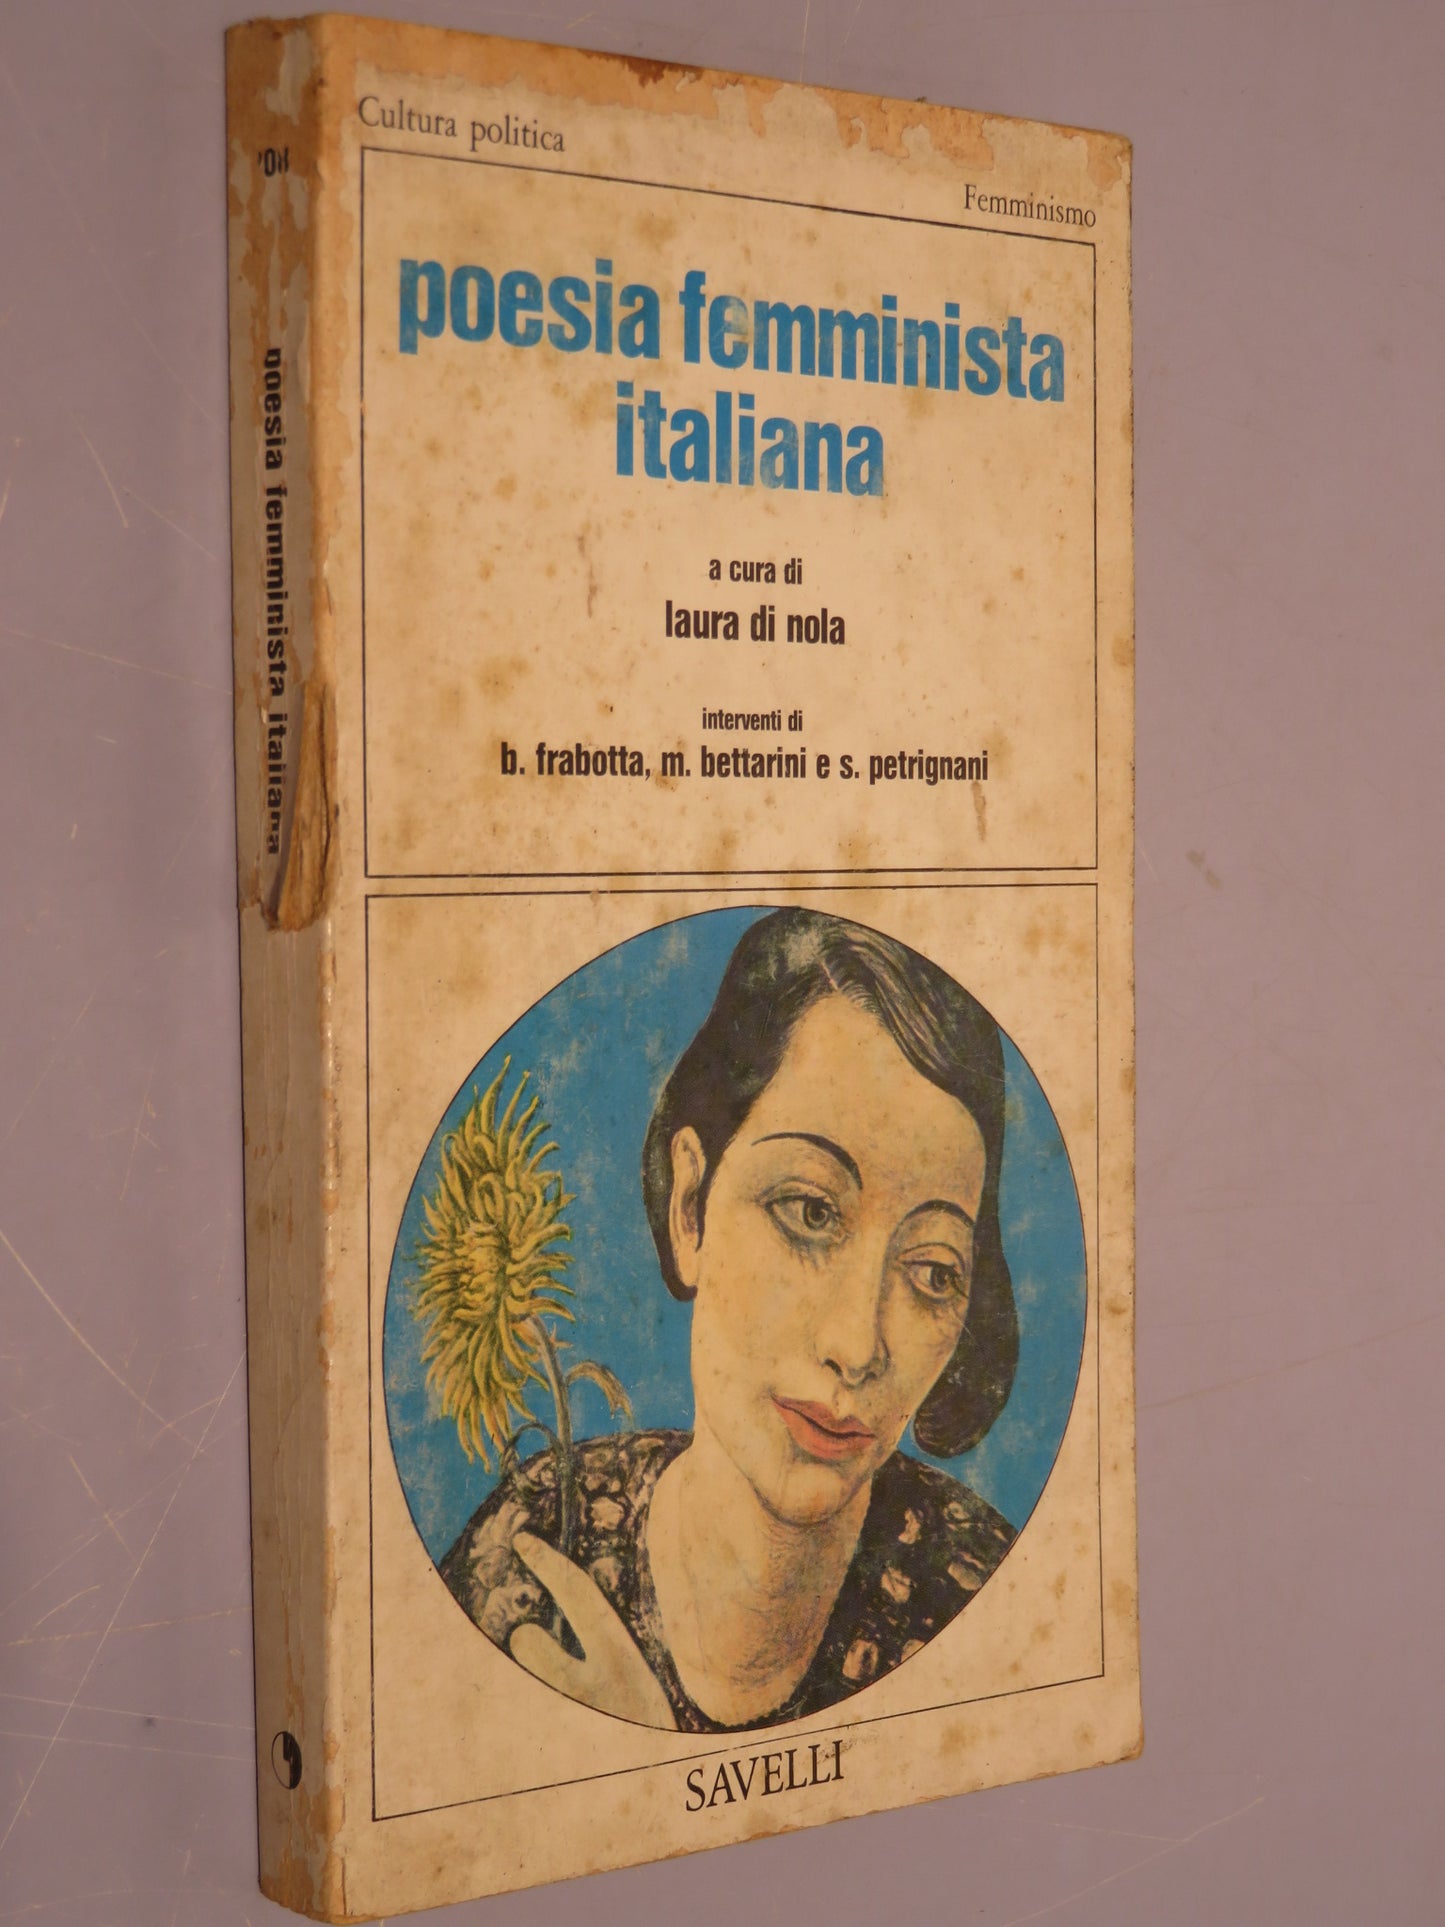 Cultura politica
Femminismo
poesia femminista
italiana
a cura di
laura di nola
interventi di
b. frabotta, m. bettarini e s. petrignani
SAVELLI
poesia femminista italiana